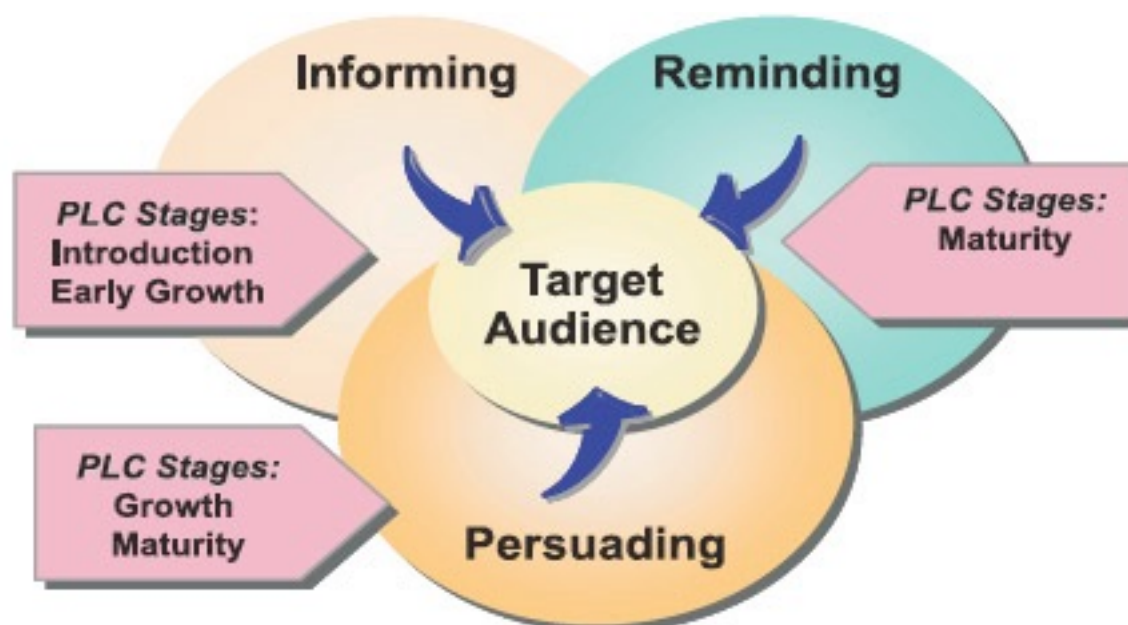 Informing
Reminding
PLC Stages:
Introduction
Early Growth
PLC Stages:
Maturity
Target
Audience
PLC Stages:
Growth
Maturity
Persuading